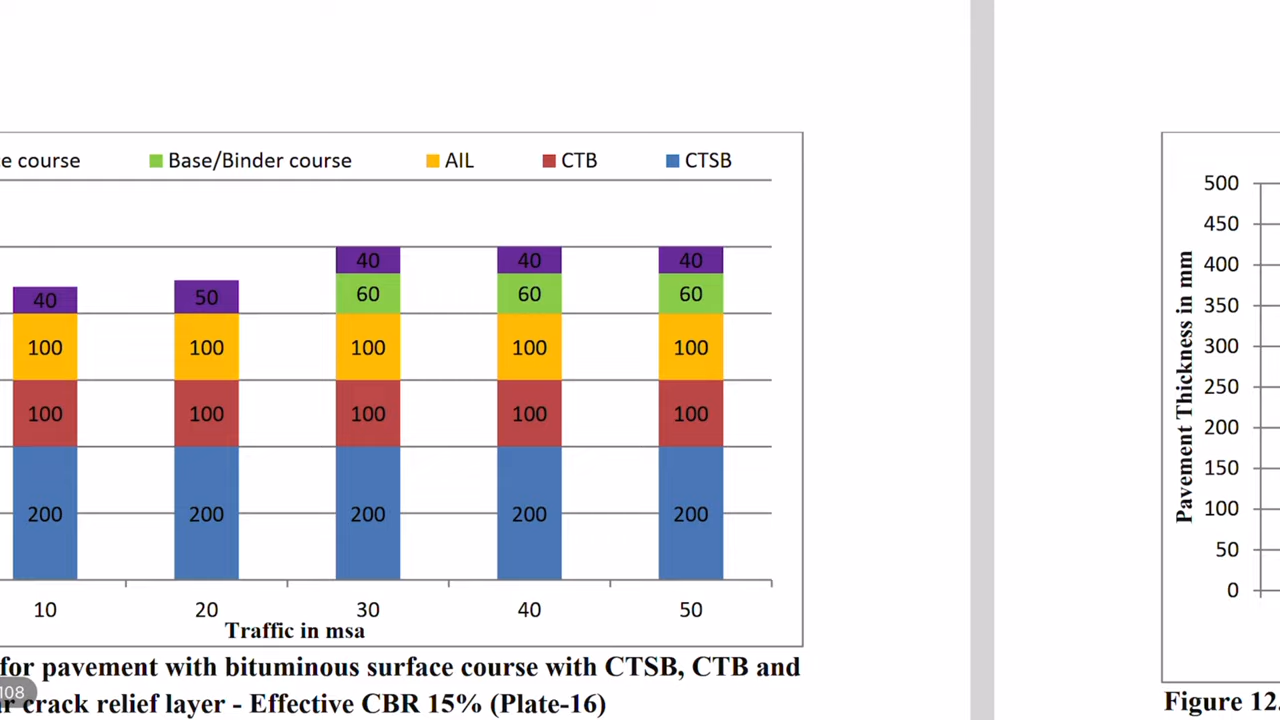 e course Base/Binder course AIL CTB CTSB
40 40 40
40 50 60 60 60
100 100 100 100 100
100 100 100 100 100
200 200 200 200 200
10 20 30 40 50
Traffic in msa
for pavement with bituminous surface course with CTSB, CTB and
r crack relief layer - Effective CBR 15% (Plate-16)
108
Pavement Thickness in mm
500
450
400
350
300
250
200
150
100
50
0
Figure 12.